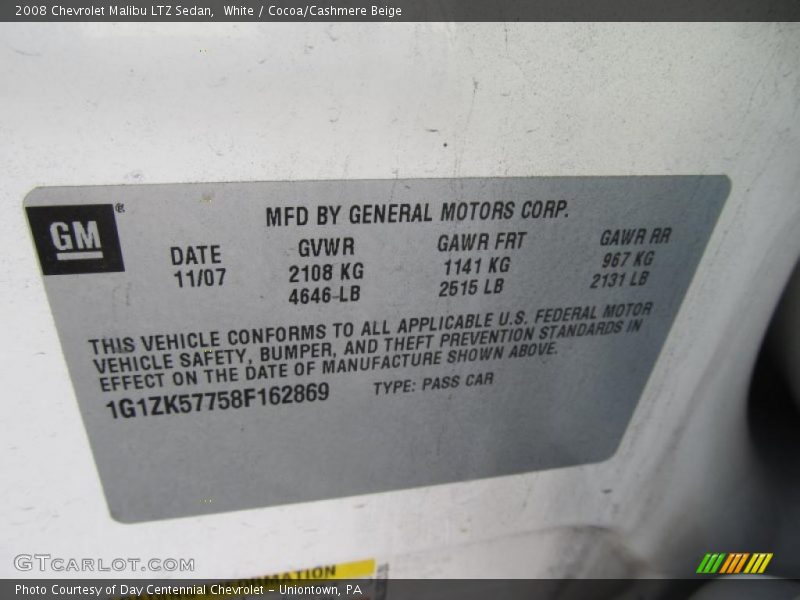 2008 Chevrolet Malibu LTZ Sedan, White / Cocoa/Cashmere Beige
GM®
MFD BY GENERAL MOTORS CORP.
DATE GVWR GAWR FRT GAWR RR
11/07 2108 KG 1141 KG 967 KG
4646 LB 2515 LB 2131 LB
THIS VEHICLE CONFORMS TO ALL APPLICABLE U.S. FEDERAL MOTOR
VEHICLE SAFETY, BUMPER, AND THEFT PREVENTION STANDARDS IN
EFFECT ON THE DATE OF MANUFACTURE SHOWN ABOVE.
1G1ZK57758F162869 TYPE: PASS CAR
GTcarlot.com
INFORMATION
Photo Courtesy of Day Centennial Chevrolet - Uniontown, PA